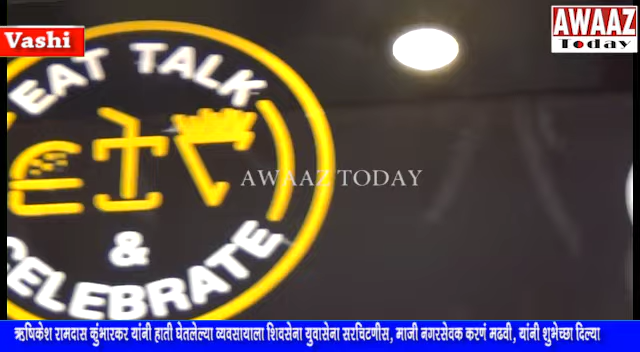 Vashi
AWAAZ
Today
EAT TALK
ETC
&
CELEBRATE
AWAAZ TODAY
ऋषिकेश रामदास कुंभारकर यांनी हाती घेतलेल्या व्यवसायाला शिवसेना युवासेना सरचिटणीस, माजी नगरसेवक करणं मढवी, यांनी शुभेच्छा दिल्या